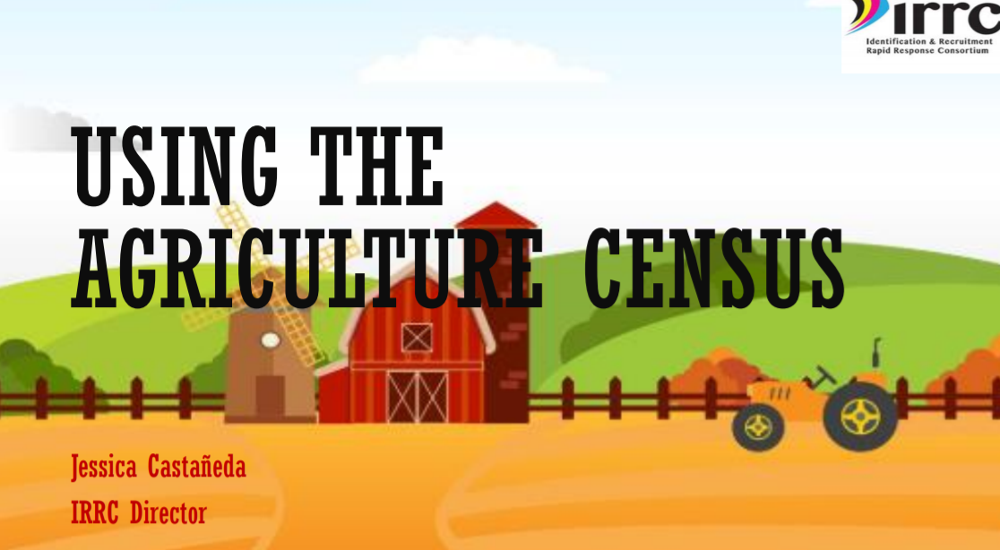 irrc
Identification & Recruitment
Rapid Response Consortium
USING THE
AGRICULTURE CENSUS
Jessica Castañeda
IRRC Director